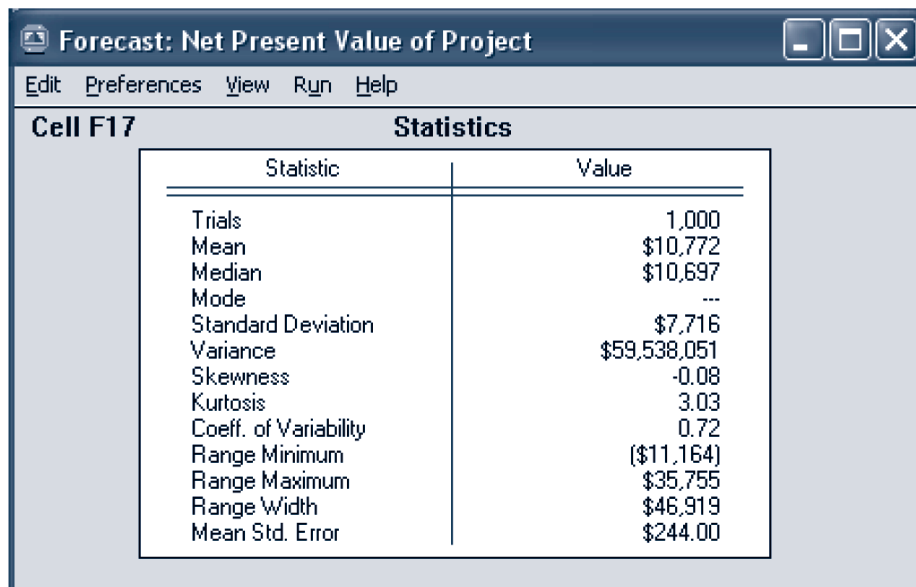 Forecast: Net Present Value of Project
Edit Preferences View Run Help
Cell F17 Statistics
Statistic Value
Trials 1,000
Mean $10,772
Median $10,697
Mode ---
Standard Deviation $7,716
Variance $59,538,051
Skewness -0.08
Kurtosis 3.03
Coeff. of Variability 0.72
Range Minimum ($11,164)
Range Maximum $35,755
Range Width $46,919
Mean Std. Error $244.00